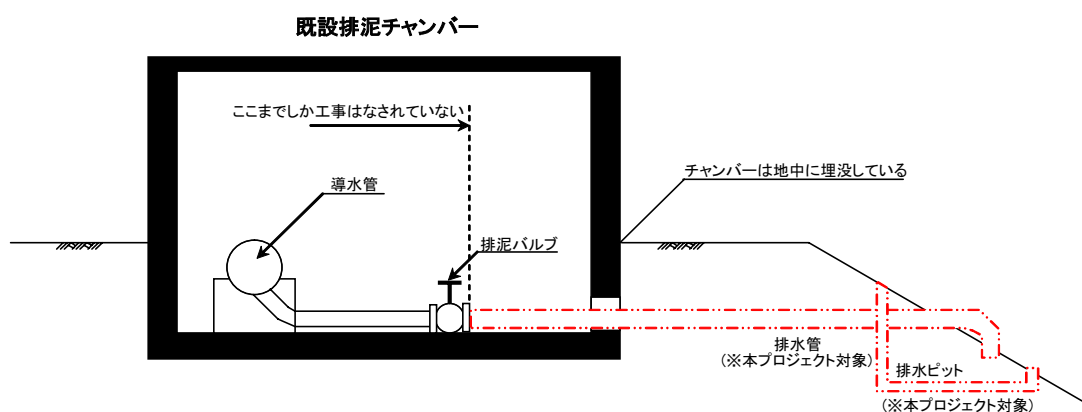 既設排泥チャンバー
ここまでしか工事はなされていない
チャンバーは地中に埋没している
導水管
排泥バルブ
排水管
(※本プロジェクト対象)
排水ピット
(※本プロジェクト対象)